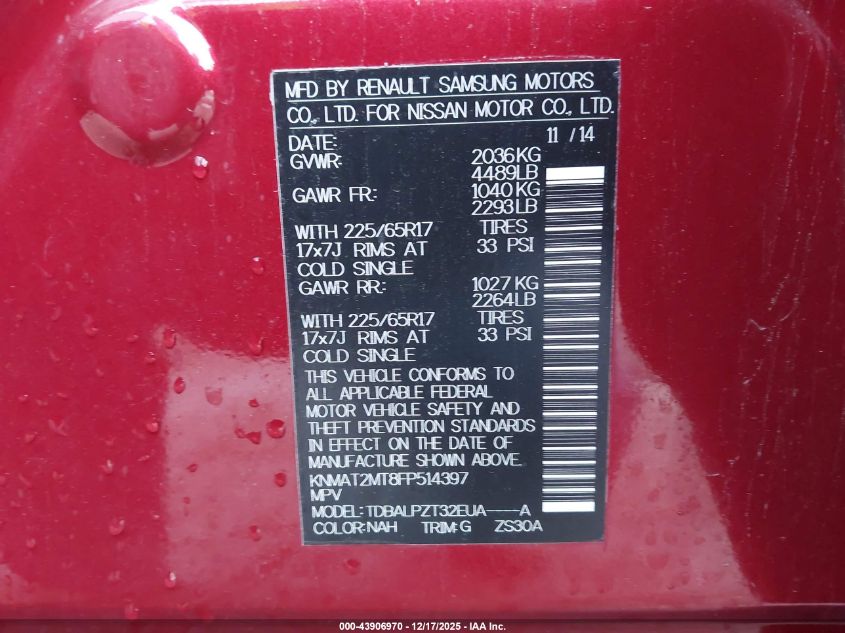 MFD BY RENAULT SAMSUNG MOTORS
CO., LTD. FOR NISSAN MOTOR CO., LTD.
DATE: 11 / 14
GVWR: 2036KG
4489LB
GAWR FR: 1040KG
2293LB
WITH 225/65R17 TIRES
17x7J RIMS AT 33 PSI
COLD SINGLE
GAWR RR: 1027KG
2264LB
WITH 225/65R17 TIRES
17x7J RIMS AT 33 PSI
COLD SINGLE
THIS VEHICLE CONFORMS TO
ALL APPLICABLE FEDERAL
MOTOR VEHICLE SAFETY AND
THEFT PREVENTION STANDARDS
IN EFFECT ON THE DATE OF
MANUFACTURE SHOWN ABOVE.
KNMAT2MT8FP514397
MPV
MODEL: TDBALPZT32EUA----A
COLOR:NAH TRIM:G ZS30A
000-43906970 • 12/17/2025 • IAA Inc.